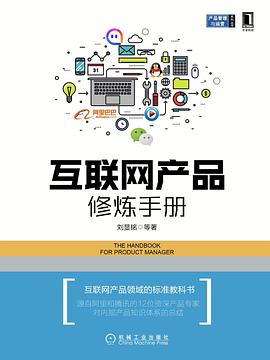 产品管理
与运营
阿里巴巴
互联网产品
修炼手册
刘显铭 等著
THE HANDBOOK
FOR PRODUCT MANAGER
互联网产品领域的标准教科书
源自阿里和腾讯的12位资深产品专家
对内部产品知识体系的总结
机械工业出版社
China Machine Press